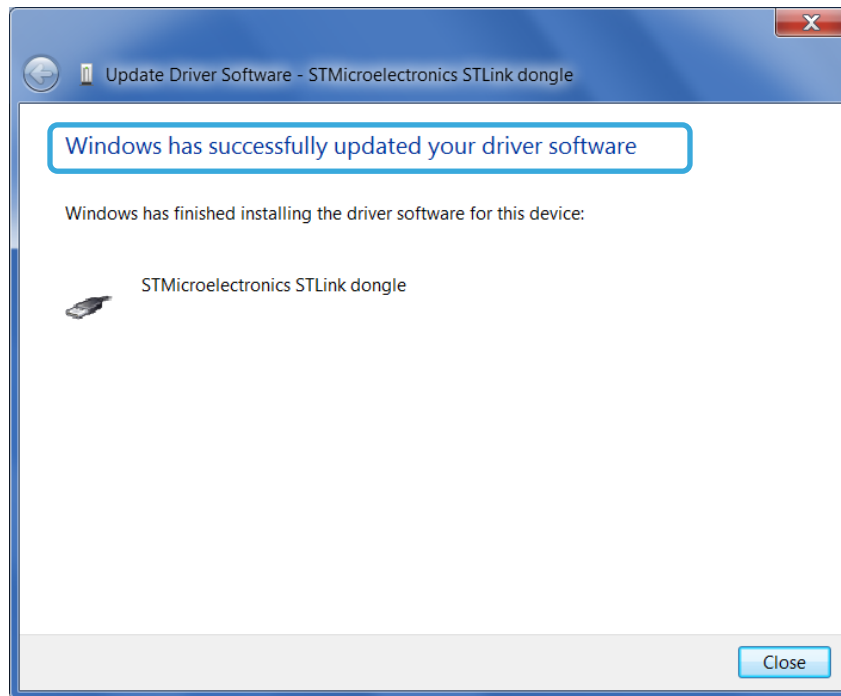 Update Driver Software - STMicroelectronics STLink dongle
Windows has successfully updated your driver software
Windows has finished installing the driver software for this device:
STMicroelectronics STLink dongle
Close